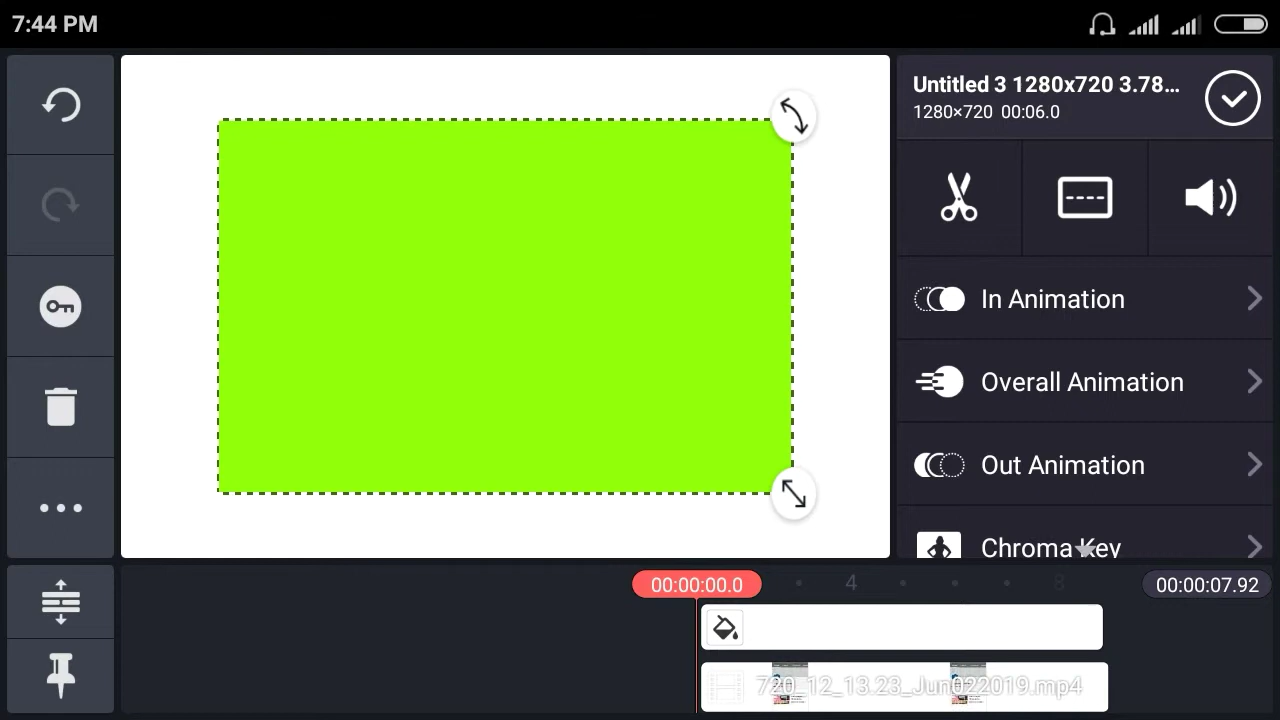 7:44 PM
Untitled 3 1280x720 3.78...
1280×720 00:06.0
In Animation
Overall Animation
Out Animation
Chroma Key
00:00:00.0
4
8
00:00:07.92
720_12_13.23_Jun022019.mp4